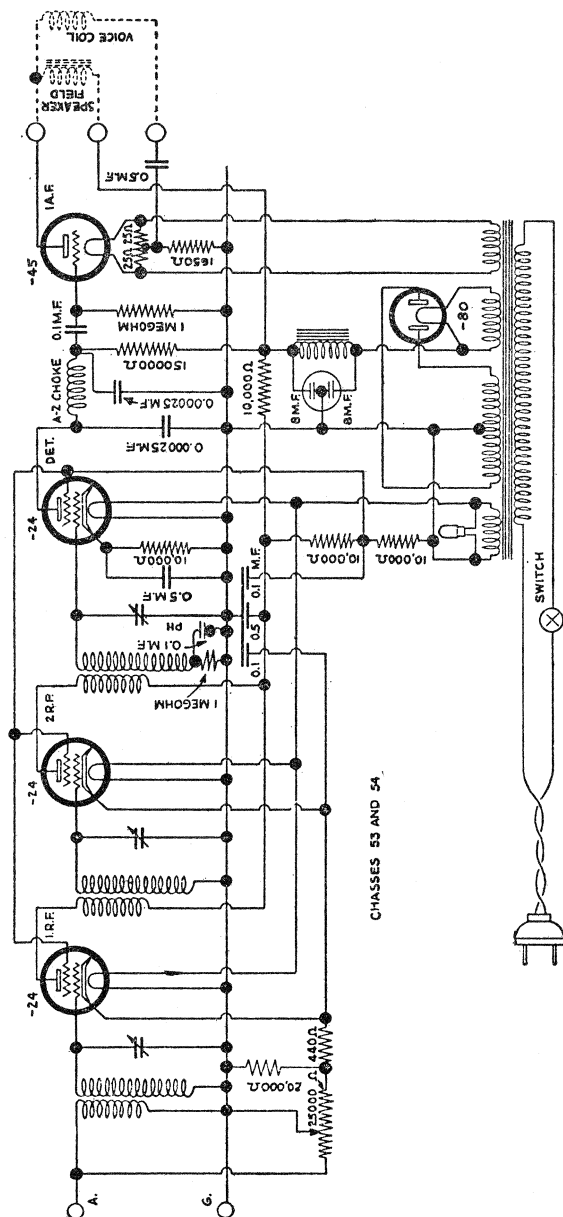 A.
G.
-24
1.R.F.
-24
2 R.F.
-24
DET.
A-Z CHOKE
0.1 M.F.
-45
1 A.F.
SPEAKER
FIELD
VOICE COIL
0.5 M.F.
25Ω 25Ω
1650Ω
1 MEGOHM
150000Ω
0.00025 M.F.
0.00025 M.F.
10,000Ω
10,000Ω
0.5 M.F.
PH
0.1 M.F.
1 MEGOHM
0.1 0.5 0.1 M.F.
20,000Ω
25000 Ω
440Ω
10,000Ω
10,000Ω
8 M.F.
8 M.F.
-80
SWITCH
CHASSES 53 AND 54